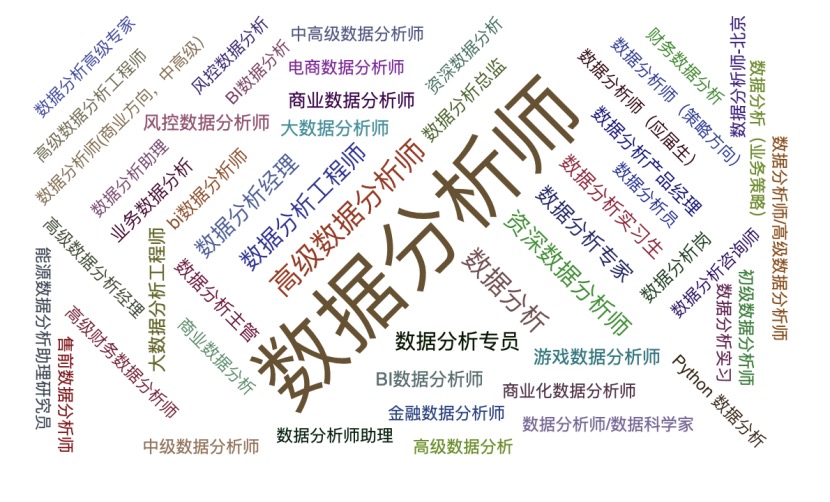 数据分析高级专家
高级数据分析工程师
数据分析师(商业方向，中高级)
风控数据分析
BI数据分析
中高级数据分析师
电商数据分析师
商业数据分析师
风控数据分析师
大数据分析师
资深数据分析
数据分析总监
财务数据分析
数据分析师-北京
数据分析师（策略方向）
数据分析（业务策略）
数据分析师（应届生）
数据分析产品经理
数据分析员
数据分析助理
业务数据分析
bi数据分析师
数据分析经理
数据分析工程师
高级数据分析师
数据分析师
数据分析实习生
数据分析专家
资深数据分析师
数据分析
数据分析岗
数据分析咨询师
数据分析师/高级数据分析师
初级数据分析师
数据分析实习
高级数据分析经理
大数据分析工程师
数据分析主管
能源数据分析助理研究员
售前数据分析师
高级财务数据分析师
商业数据分析
数据分析专员
游戏数据分析师
BI数据分析师
商业化数据分析师
Python 数据分析
金融数据分析师
数据分析师/数据科学家
中级数据分析师
数据分析师助理
高级数据分析